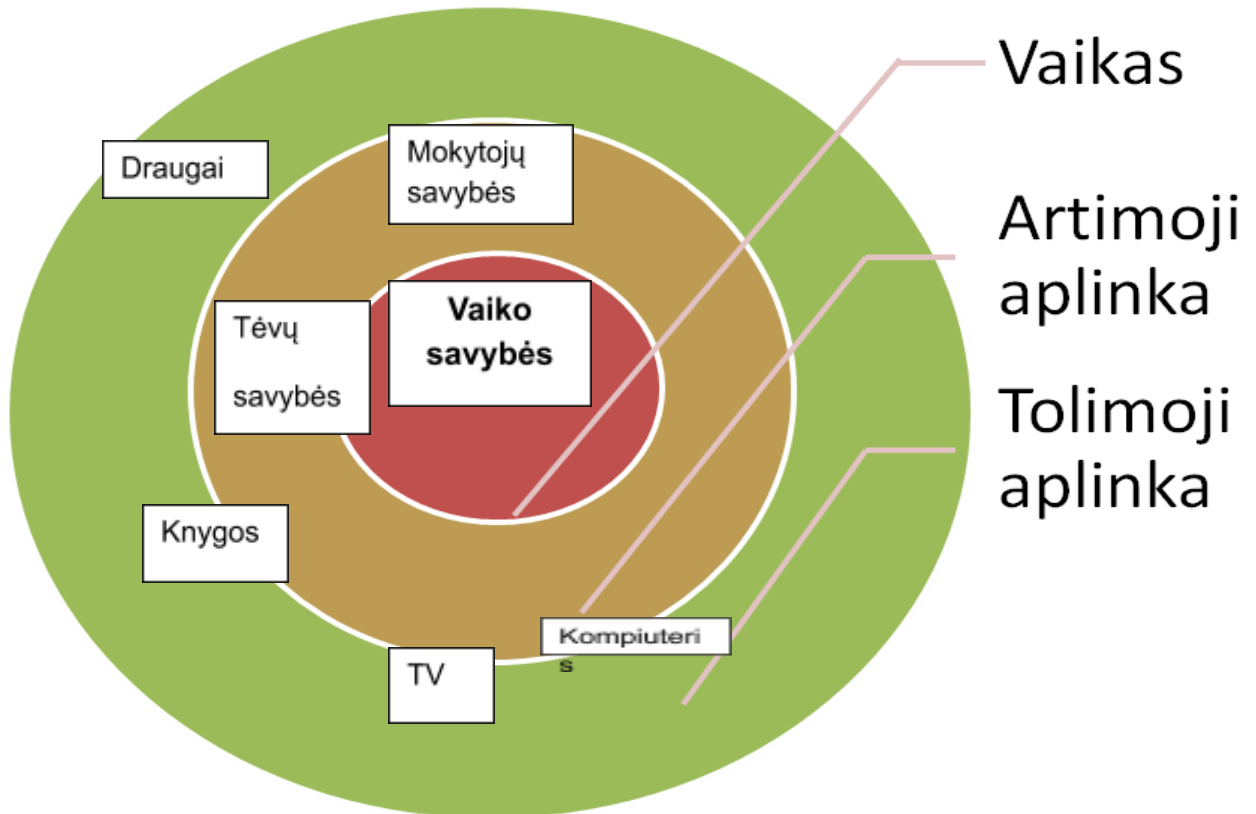 Vaikas
Artimoji
aplinka
Tolimoji
aplinka
Draugai
Mokytojų
savybės
Vaiko
savybės
Tėvų
savybės
Knygos
Kompiuteri
s
TV